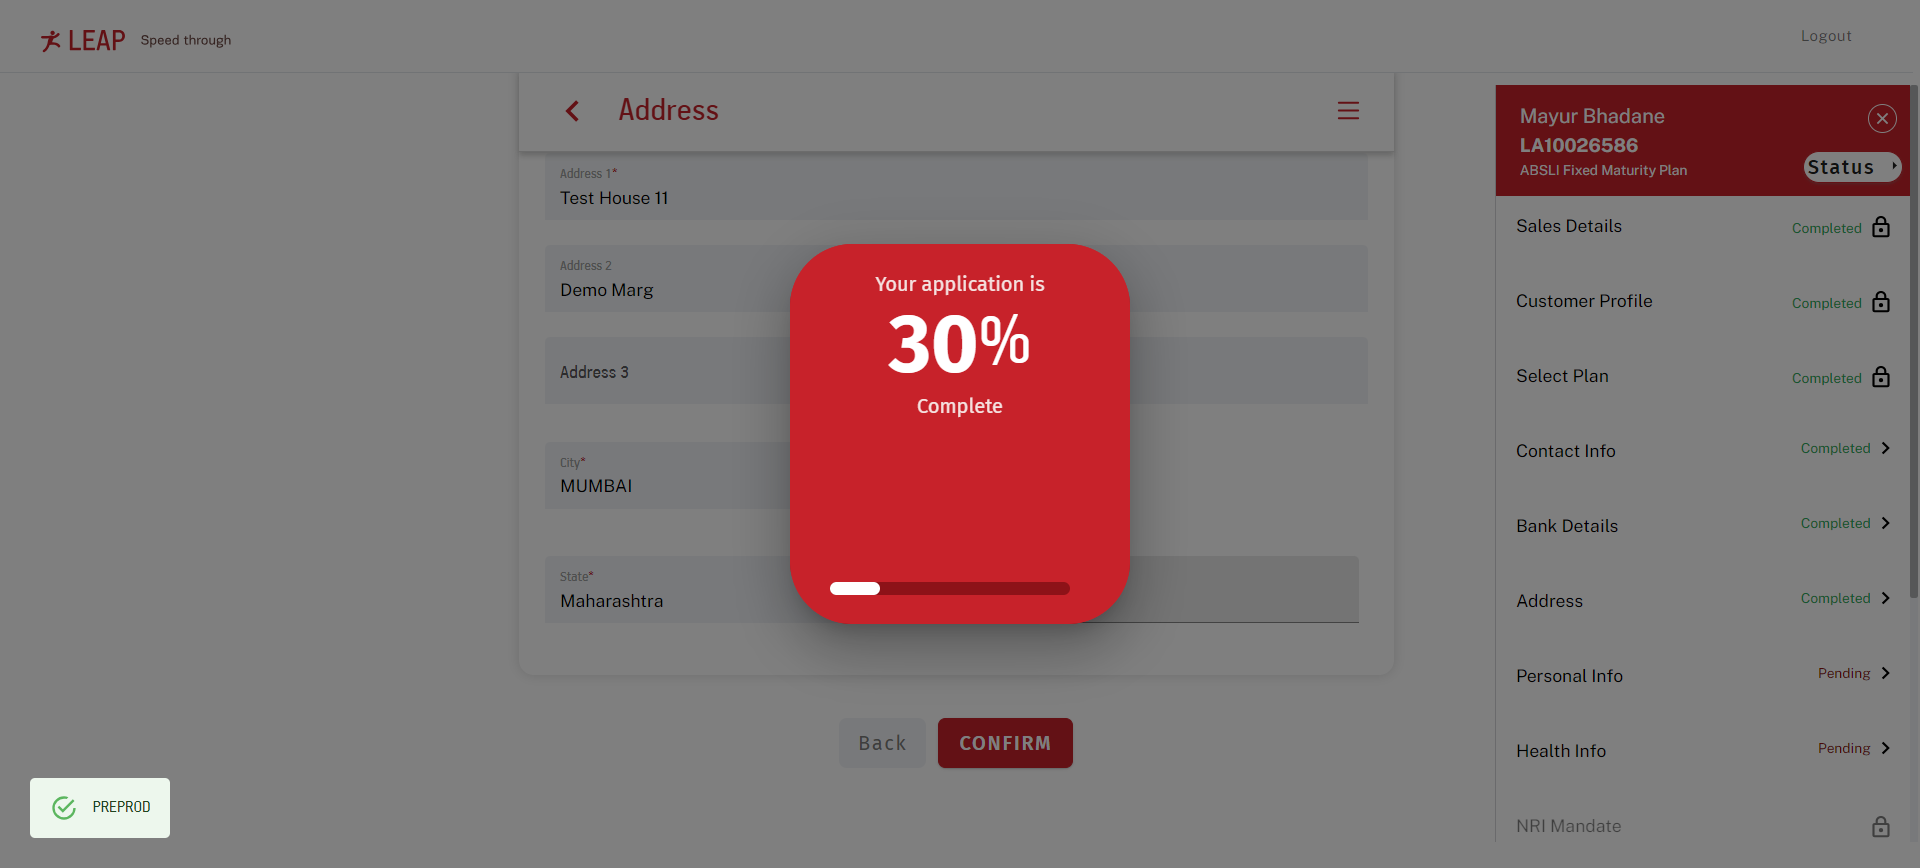 LEAP Speed through
Logout
Address
Address 1*
Test House 11
Address 2
Demo Marg
Address 3
City*
MUMBAI
State*
Maharashtra
Your application is
30%
Complete
Back
CONFIRM
PREPROD
Mayur Bhadane
LA10026586
ABSLI Fixed Maturity Plan
Status
Sales Details Completed
Customer Profile Completed
Select Plan Completed
Contact Info Completed
Bank Details Completed
Address Completed
Personal Info Pending
Health Info Pending
NRI Mandate